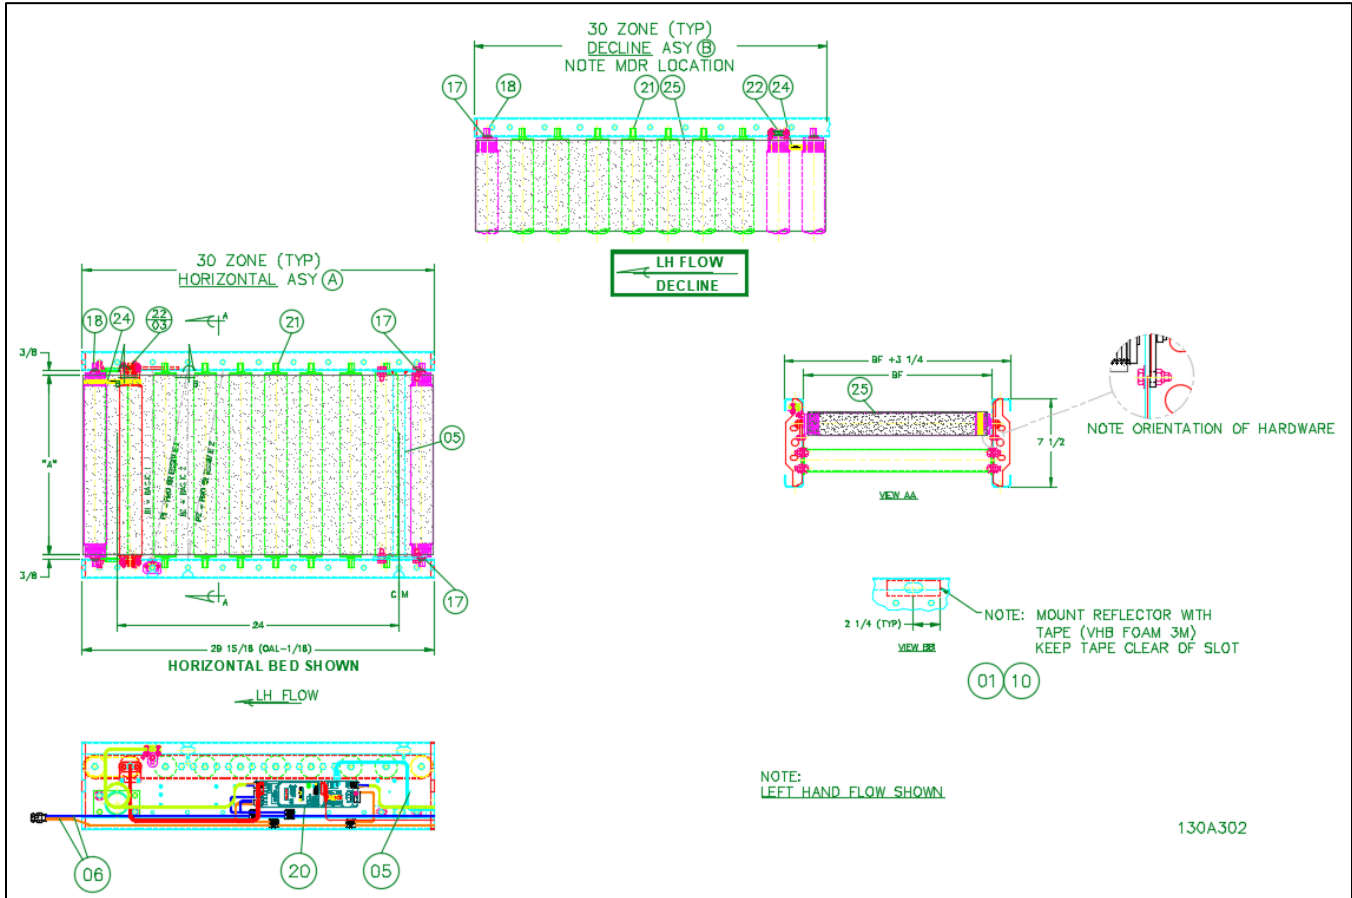 30 ZONE (TYP)
DECLINE ASY B
NOTE MDR LOCATION
17 18 21 25 22 24
LH FLOW
DECLINE
30 ZONE (TYP)
HORIZONTAL ASY A
18 24 22 03 A 21 17
3/8
B B
"A"
05
B1 = BASIC 1
3/8
A
C M
17
24
29 15/16 (OAL-1/16)
HORIZONTAL BED SHOWN
LH FLOW
06 20 05
BF +3 1/4
BF
25
7 1/2
VIEW AA
NOTE ORIENTATION OF HARDWARE
2 1/4 (TYP)
VIEW BB
NOTE: MOUNT REFLECTOR WITH
TAPE (VHB FOAM 3M)
KEEP TAPE CLEAR OF SLOT
01 10
NOTE:
LEFT HAND FLOW SHOWN
130A302